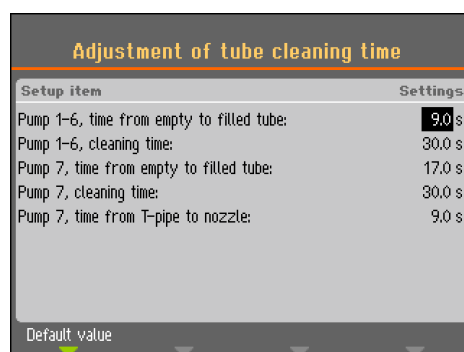 Adjustment of tube cleaning time
Setup item Settings
Pump 1-6, time from empty to filled tube: 9.0 s
Pump 1-6, cleaning time: 30.0 s
Pump 7, time from empty to filled tube: 17.0 s
Pump 7, cleaning time: 30.0 s
Pump 7, time from T-pipe to nozzle: 9.0 s
Default value